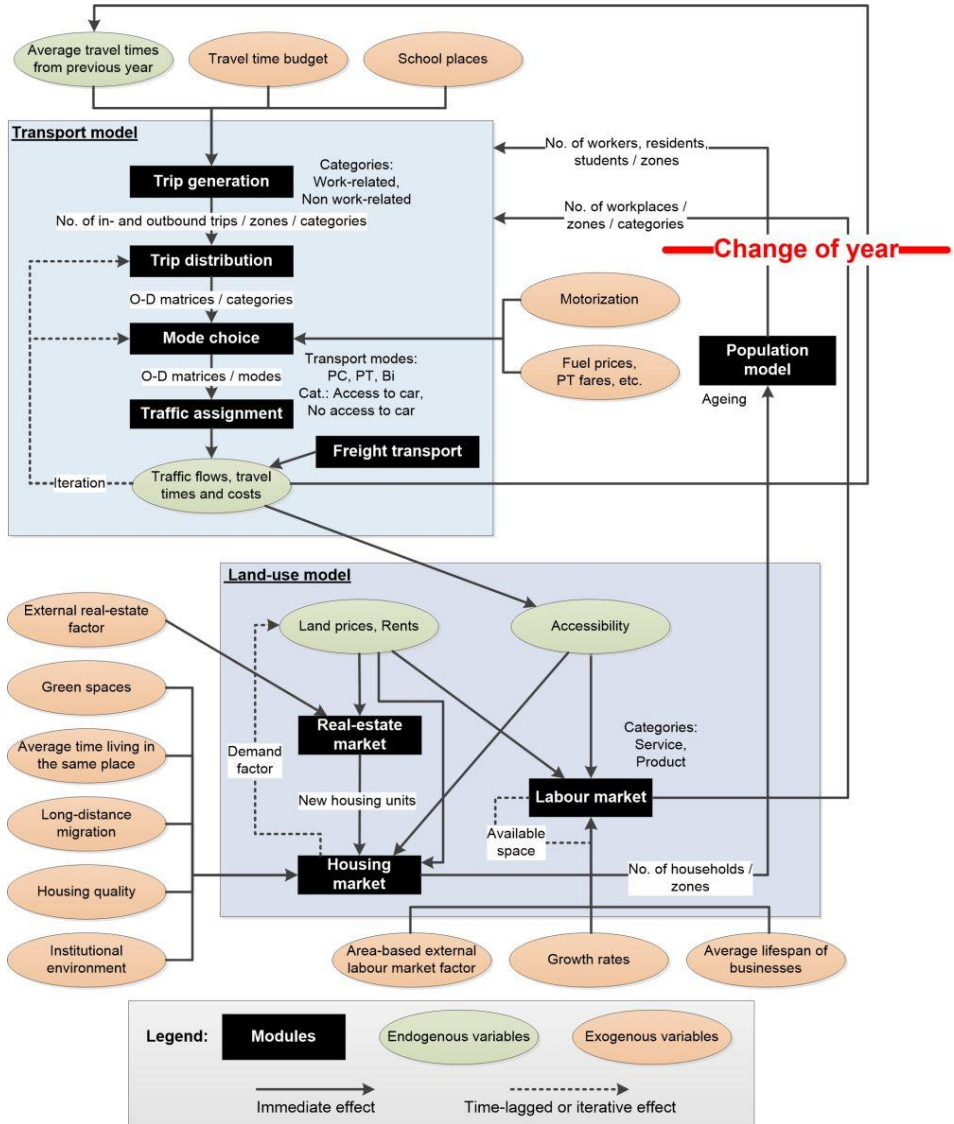 Average travel times
from previous year
Travel time budget
School places
Transport model
No. of workers, residents,
students / zones
Trip generation
Categories:
Work-related,
Non work-related
No. of in- and outbound trips / zones / categories
No. of workplaces /
zones / categories
Change of year
Trip distribution
O-D matrices / categories
Motorization
Mode choice
Transport modes:
PC, PT, Bi
Cat.: Access to car,
No access to car
O-D matrices / modes
Fuel prices,
PT fares, etc.
Population
model
Ageing
Traffic assignment
Freight transport
Iteration
Traffic flows, travel
times and costs
Land-use model
External real-estate
factor
Land prices, Rents
Accessibility
Green spaces
Real-estate
market
Categories:
Service,
Product
Average time living in
the same place
Demand
factor
New housing units
Labour market
Long-distance
migration
Available
space
Housing
market
No. of households /
zones
Housing quality
Institutional
environment
Area-based external
labour market factor
Growth rates
Average lifespan of
businesses
Legend:
Modules
Endogenous variables
Exogenous variables
Immediate effect
Time-lagged or iterative effect